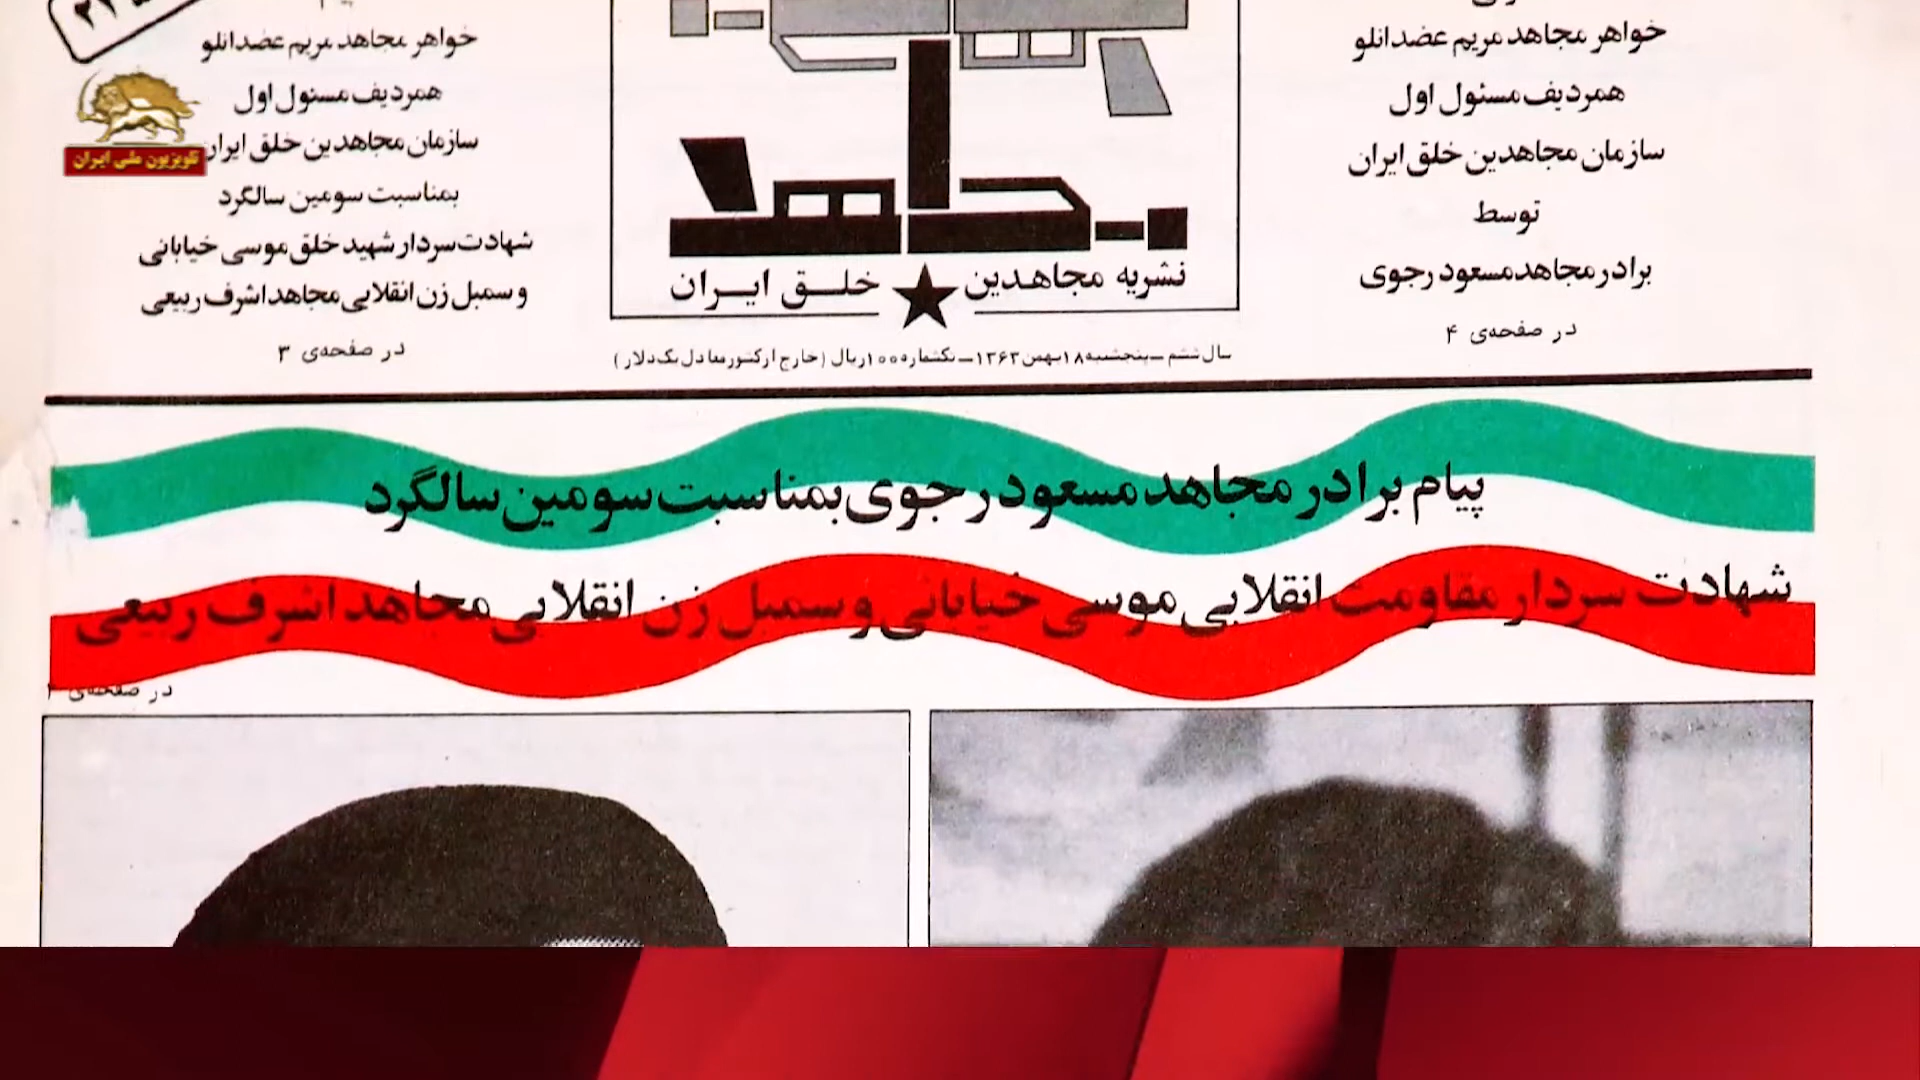 خواهر مجاهد مریم عضدانلو
همردیف مسئول اول
سازمان مجاهدین خلق ایران
توسط
برادر مجاهد مسعود رجوی
در صفحه‌ی ۴
مجاهد
نشریه مجاهدین خلق ایران
سال ششم ـ پنجشنبه ۱۸ بهمن ۱۳۶۳ ـ تکشماره ۱۰۰ ریال (خارج از کشور معادل یک دلار)
خواهر مجاهد مریم عضدانلو
همردیف مسئول اول
سازمان مجاهدین خلق ایران
بمناسبت سومین سالگرد
شهادت سردار شهید خلق موسی خیابانی
و سمبل زن انقلابی مجاهد اشرف ربیعی
در صفحه‌ی ۳
تلویزیون ملی ایران
پیام برادر مجاهد مسعود رجوی بمناسبت سومین سالگرد
شهادت سردار مقاومت انقلابی موسی خیابانی و سمبل زن انقلابی مجاهد اشرف ربیعی
در صفحه‌ی